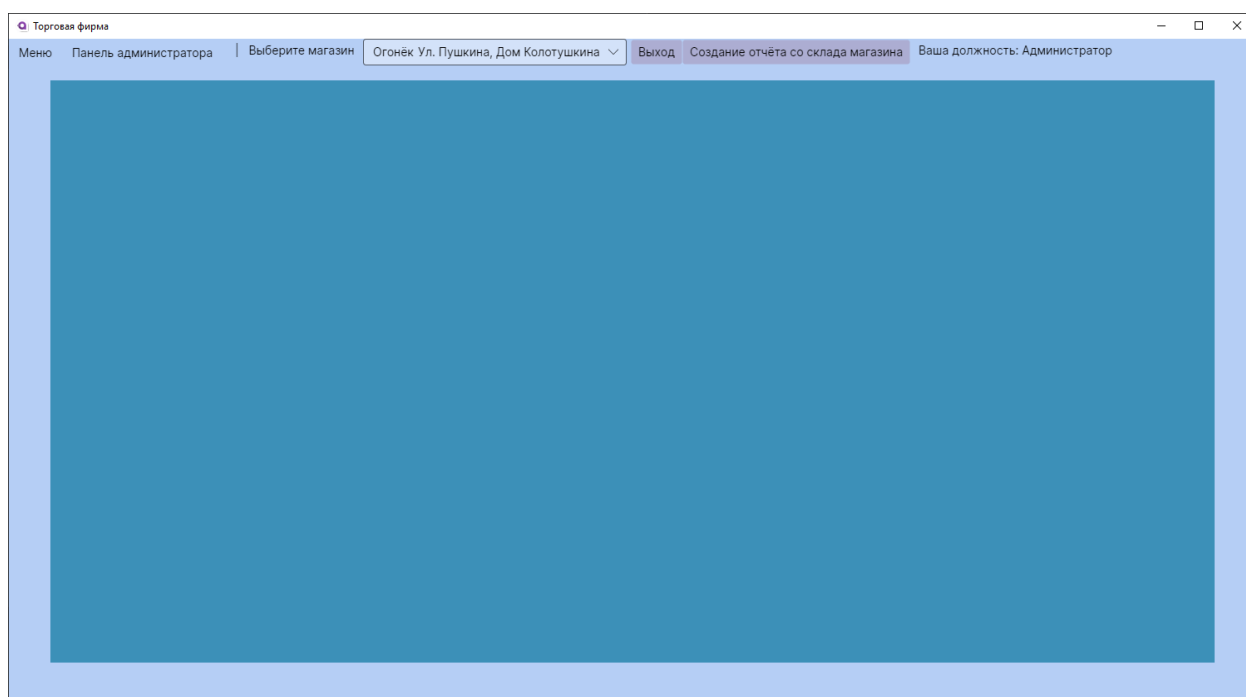 Торговая фирма
Меню Панель администратора | Выберите магазин Огонёк Ул. Пушкина, Дом Колотушкина Выход Создание отчёта со склада магазина Ваша должность: Администратор